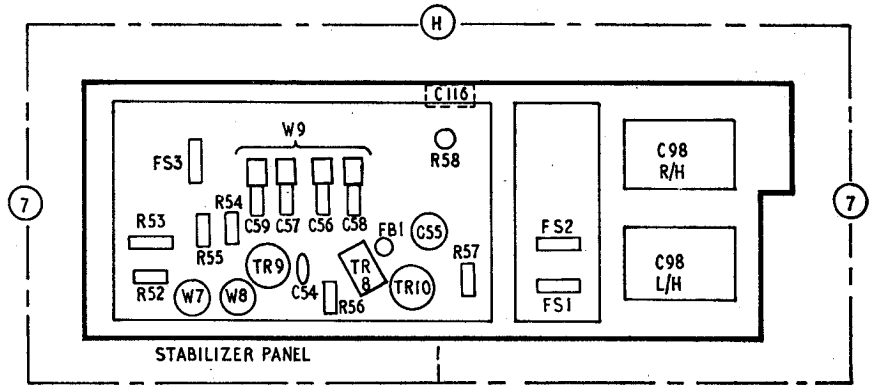 H
C116
W9
FS3
R58
C98
R/H
7
7
R54
R53
C59 C57 C56 C58
FB1
C55
R55
R57
FS2
R52
TR9
TR
8
C98
L/H
W7
W8
C54
R56
TR10
FS1
STABILIZER PANEL